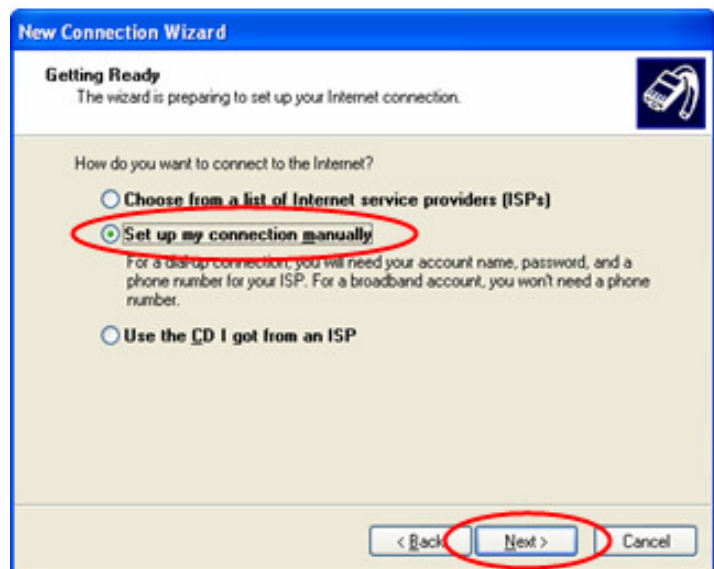 New Connection Wizard
Getting Ready
The wizard is preparing to set up your Internet connection.
How do you want to connect to the Internet?
Choose from a list of Internet service providers (ISPs)
Set up my connection manually
For a dial-up connection, you will need your account name, password, and a
phone number for your ISP. For a broadband account, you won't need a phone
number.
Use the CD I got from an ISP
< Back
Next >
Cancel